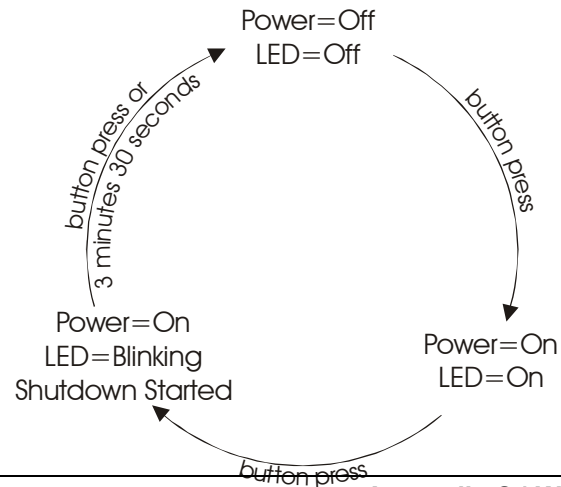 Power=Off
LED=Off
button press
Power=On
LED=On
button press
Power=On
LED=Blinking
Shutdown Started
button press or
3 minutes 30 seconds